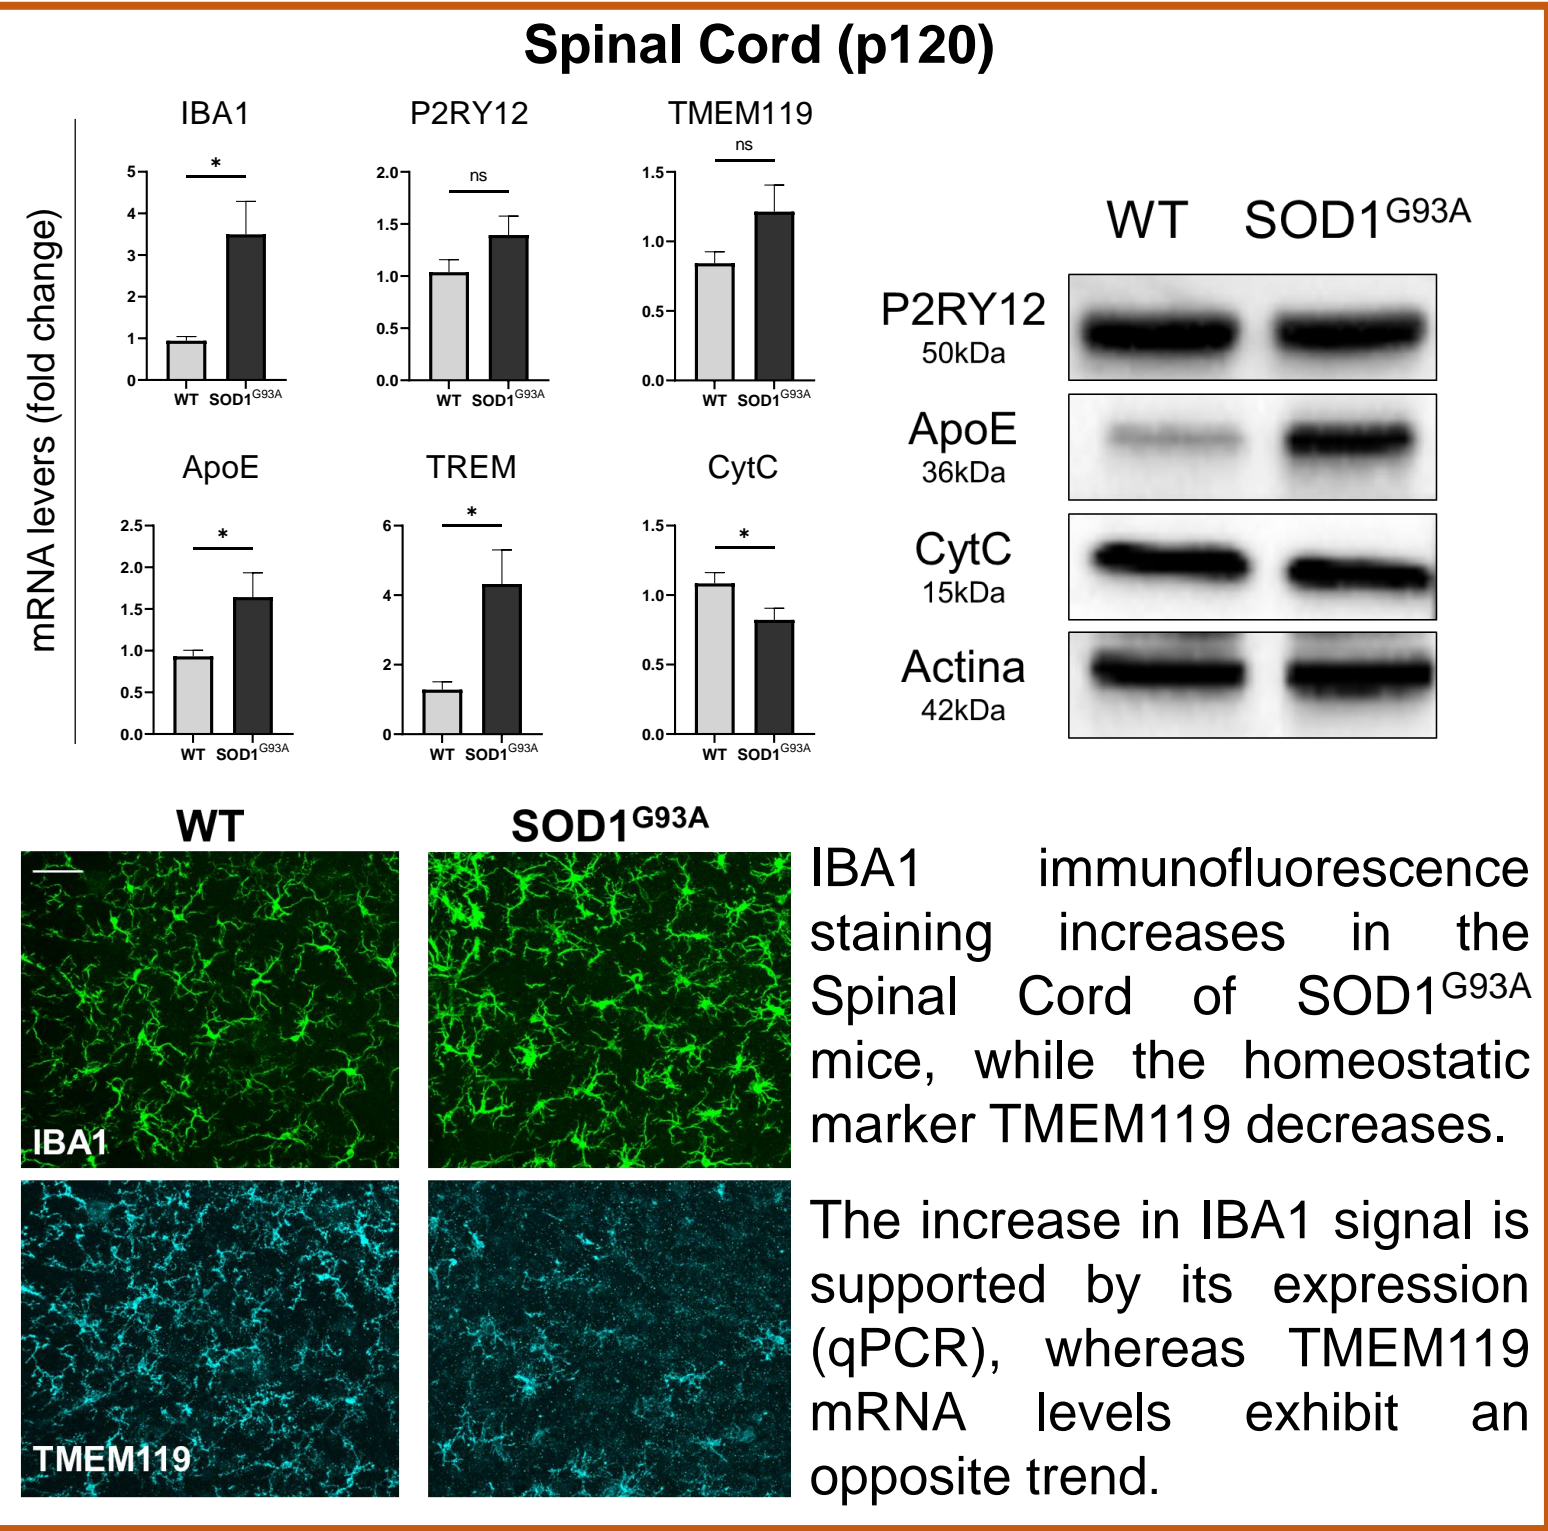 Spinal Cord (p120)
mRNA levers (fold change)
IBA1
*
5
4
3
2
1
0
WT SOD1G93A
P2RY12
ns
2.0
1.5
1.0
0.5
0.0
WT SOD1G93A
TMEM119
ns
1.5
1.0
0.5
0.0
WT SOD1G93A
ApoE
*
2.5
2.0
1.5
1.0
0.5
0.0
WT SOD1G93A
TREM
*
6
4
2
0
WT SOD1G93A
CytC
*
1.5
1.0
0.5
0.0
WT SOD1G93A
WT SOD1G93A
P2RY12
50kDa
ApoE
36kDa
CytC
15kDa
Actina
42kDa
WT SOD1G93A
IBA1
TMEM119
IBA1 immunofluorescence
staining increases in the
Spinal Cord of SOD1G93A
mice, while the homeostatic
marker TMEM119 decreases.
The increase in IBA1 signal is
supported by its expression
(qPCR), whereas TMEM119
mRNA levels exhibit an
opposite trend.